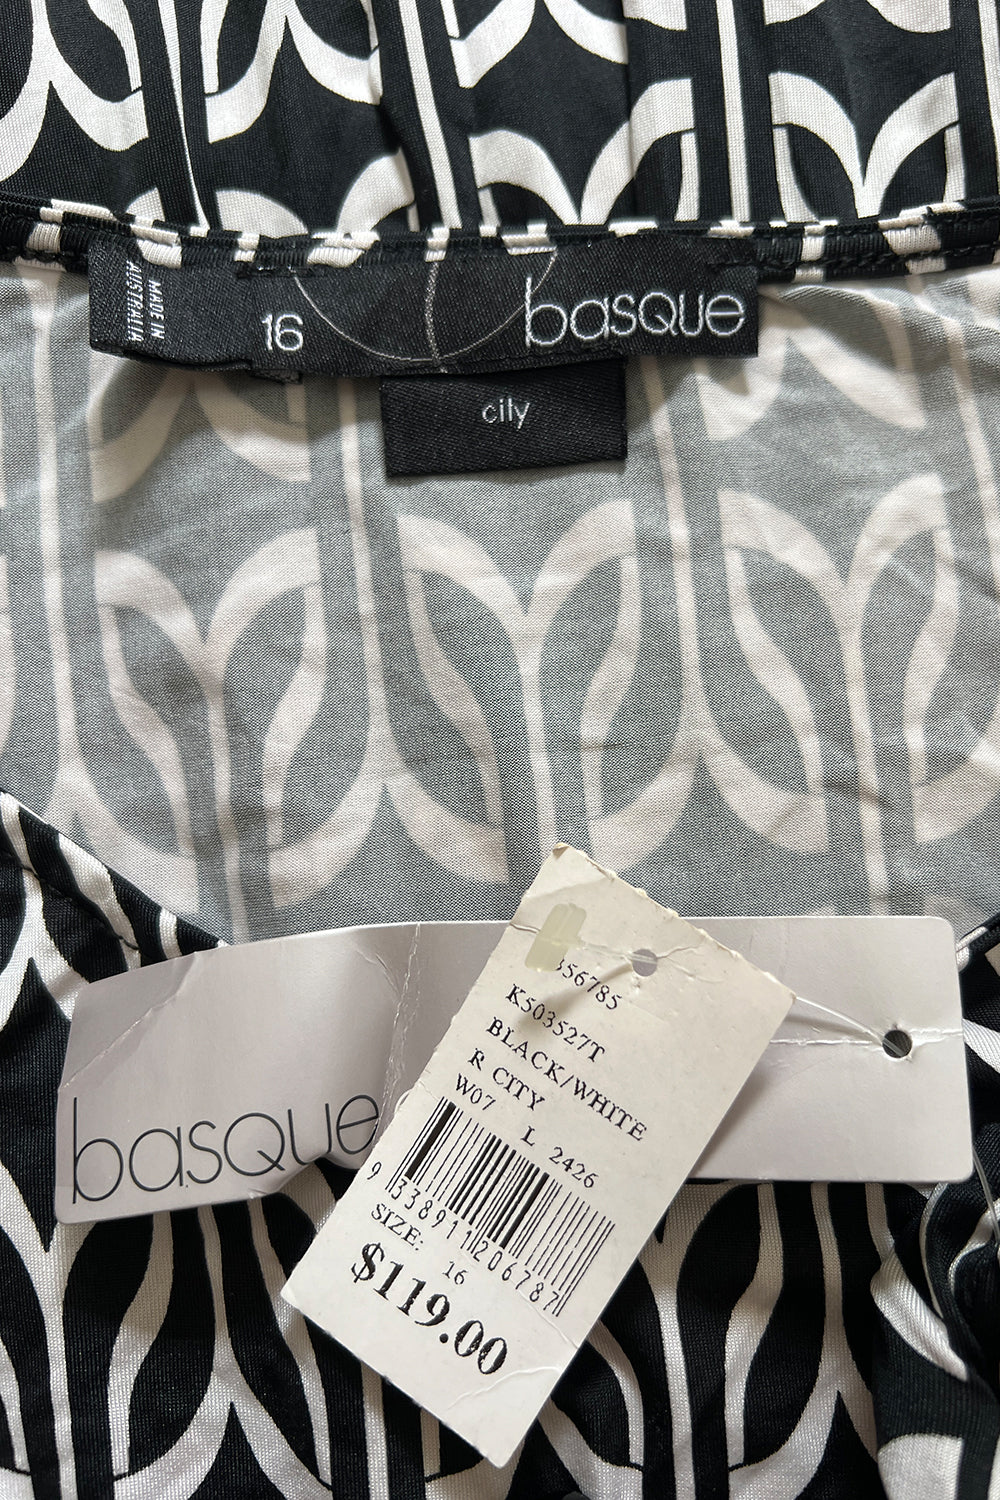 MADE IN
AUSTRALIA
16
basque
city
basque
356785
K503527T
BLACK/WHITE
R CITY
W07
L 2426
9 338911 206787
SIZE:
16
$119.00